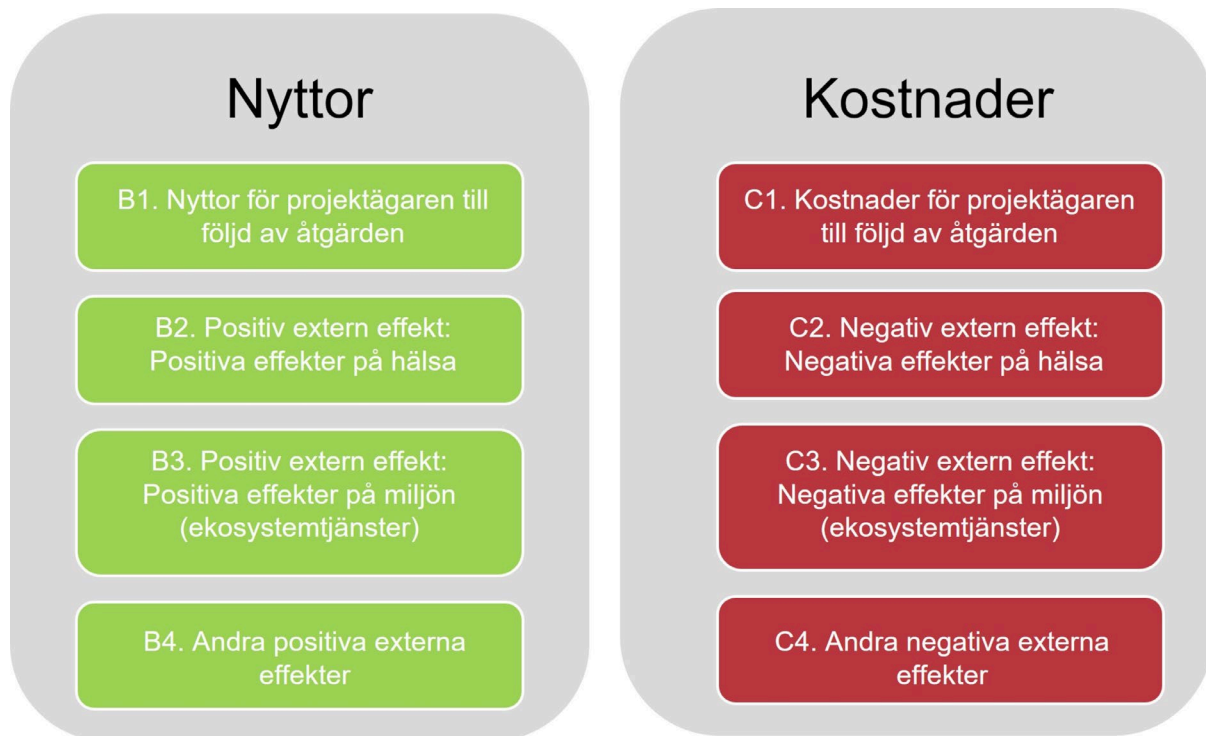 Nyttor
B1. Nyttor för projektägaren till
följd av åtgärden
B2. Positiv extern effekt:
Positiva effekter på hälsa
B3. Positiv extern effekt:
Positiva effekter på miljön
(ekosystemtjänster)
B4. Andra positiva externa
effekter
Kostnader
C1. Kostnader för projektägaren
till följd av åtgärden
C2. Negativ extern effekt:
Negativa effekter på hälsa
C3. Negativ extern effekt:
Negativa effekter på miljön
(ekosystemtjänster)
C4. Andra negativa externa
effekter